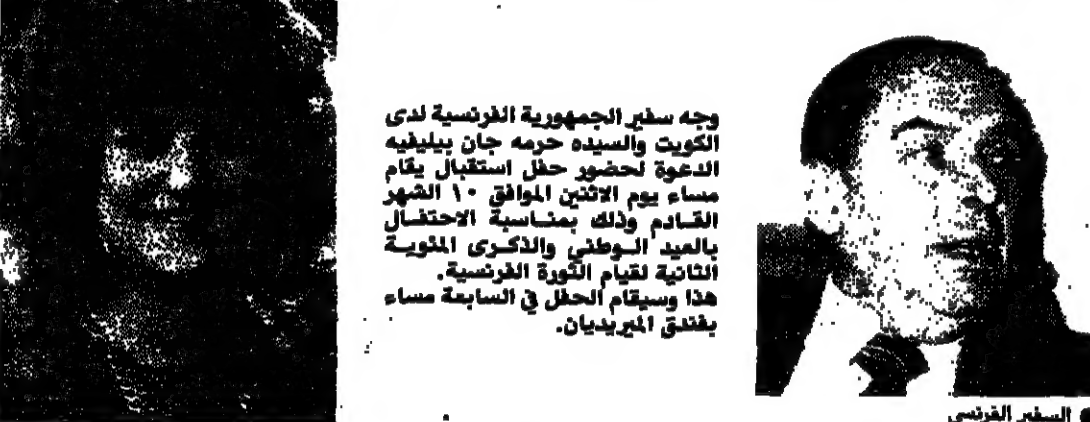 وجه سفير الجمهورية الفرنسية لدى
الكويت والسيده حرمه جان بيليفيه
الدعوة لحضور حفل استقبال يقام
مساء يوم الاثنين الموافق ١٠ الشهر
القادم وذلك بمناسبة الاحتفال
بالعيد الوطني والذكرى المئوية
الثانية لقيام الثورة الفرنسية.
هذا وسيقام الحفل في السابعة مساء
بفندق الميريديان.
● السفير الفرنسي